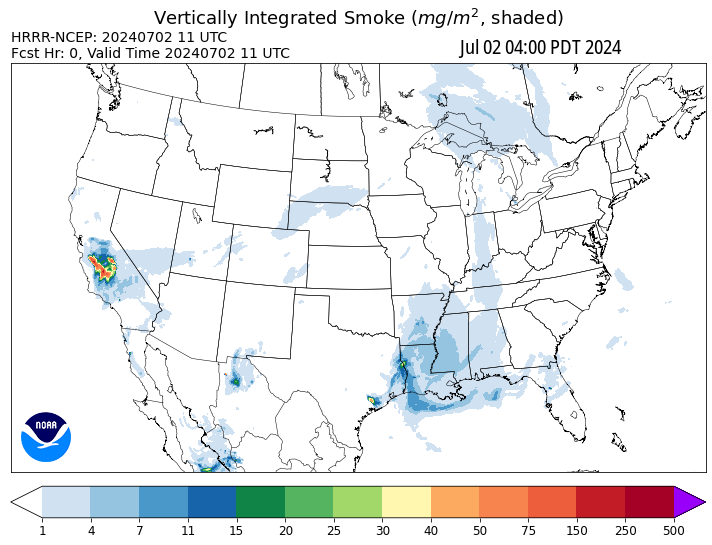 Vertically Integrated Smoke (mg/m², shaded)
HRRR-NCEP: 20240702 11 UTC
Fcst Hr: 0, Valid Time 20240702 11 UTC
Jul 02 04:00 PDT 2024
NOAA
1 4 7 11 15 20 25 30 40 50 75 150 250 500